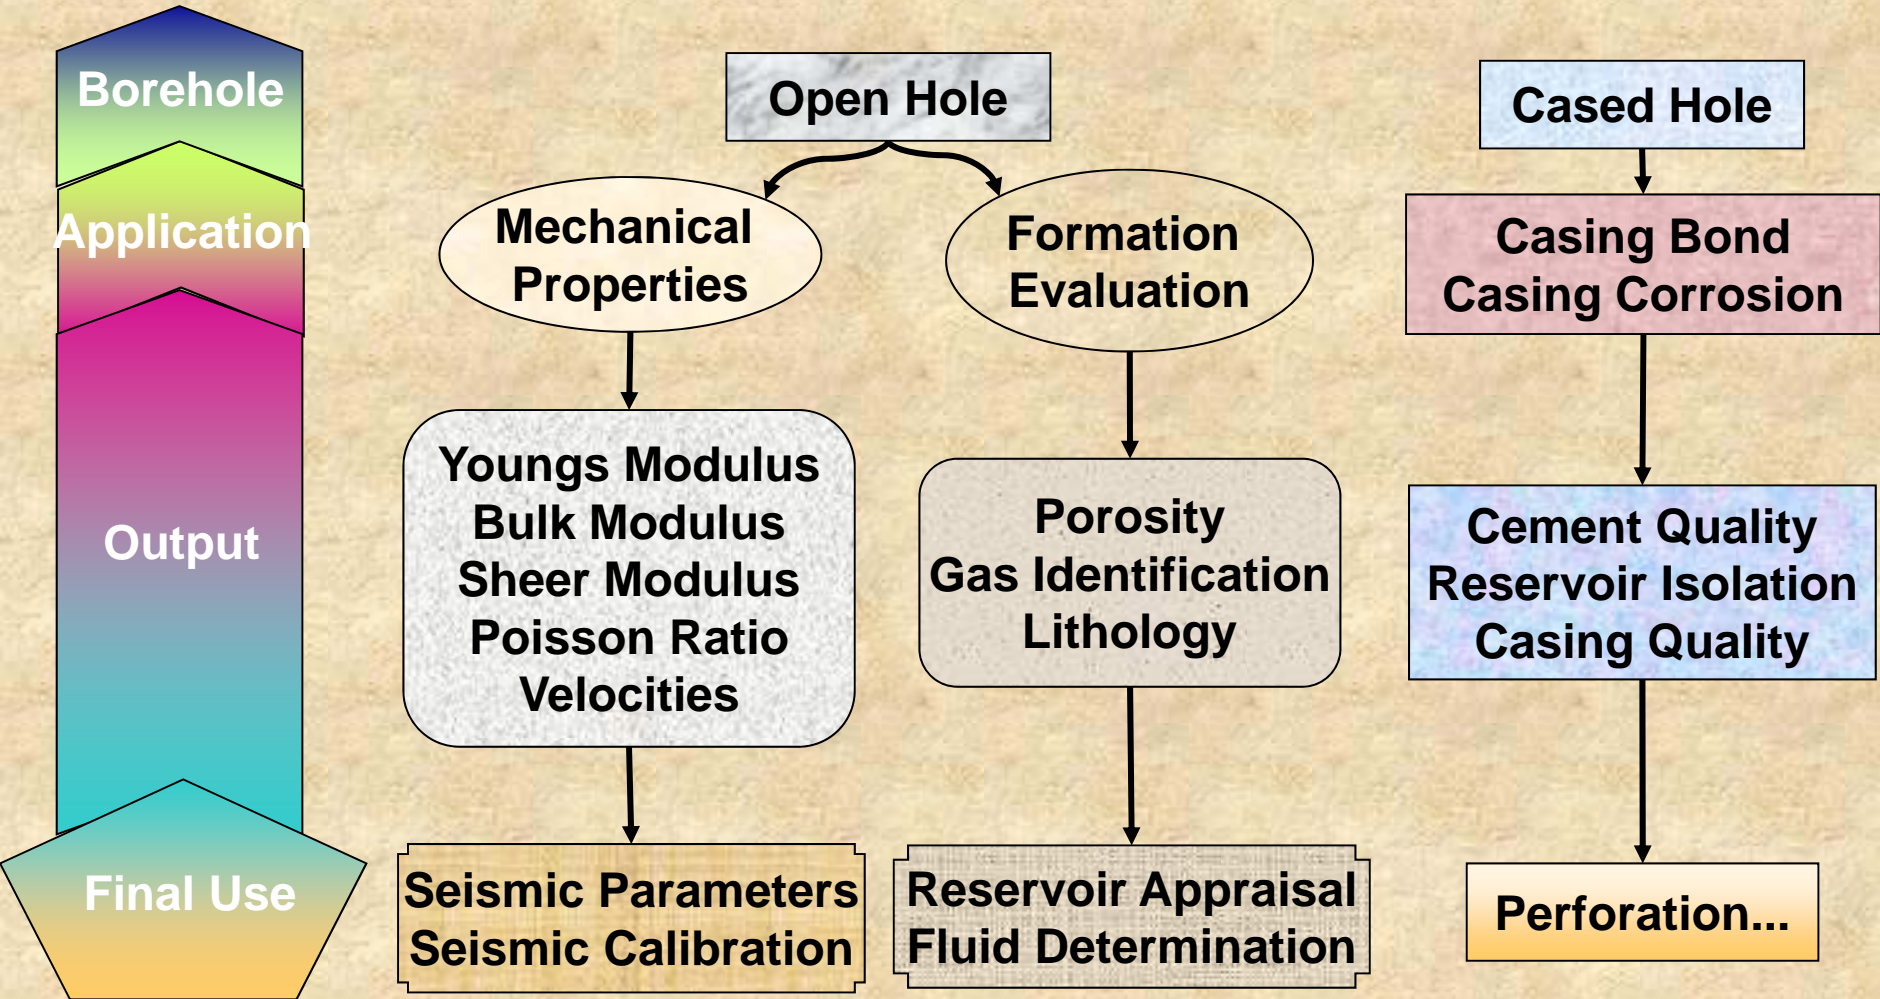 Borehole
Open Hole
Cased Hole
Application
Mechanical
Properties
Formation
Evaluation
Casing Bond
Casing Corrosion
Output
Youngs Modulus
Bulk Modulus
Sheer Modulus
Poisson Ratio
Velocities
Porosity
Gas Identification
Lithology
Cement Quality
Reservoir Isolation
Casing Quality
Final Use
Seismic Parameters
Seismic Calibration
Reservoir Appraisal
Fluid Determination
Perforation...